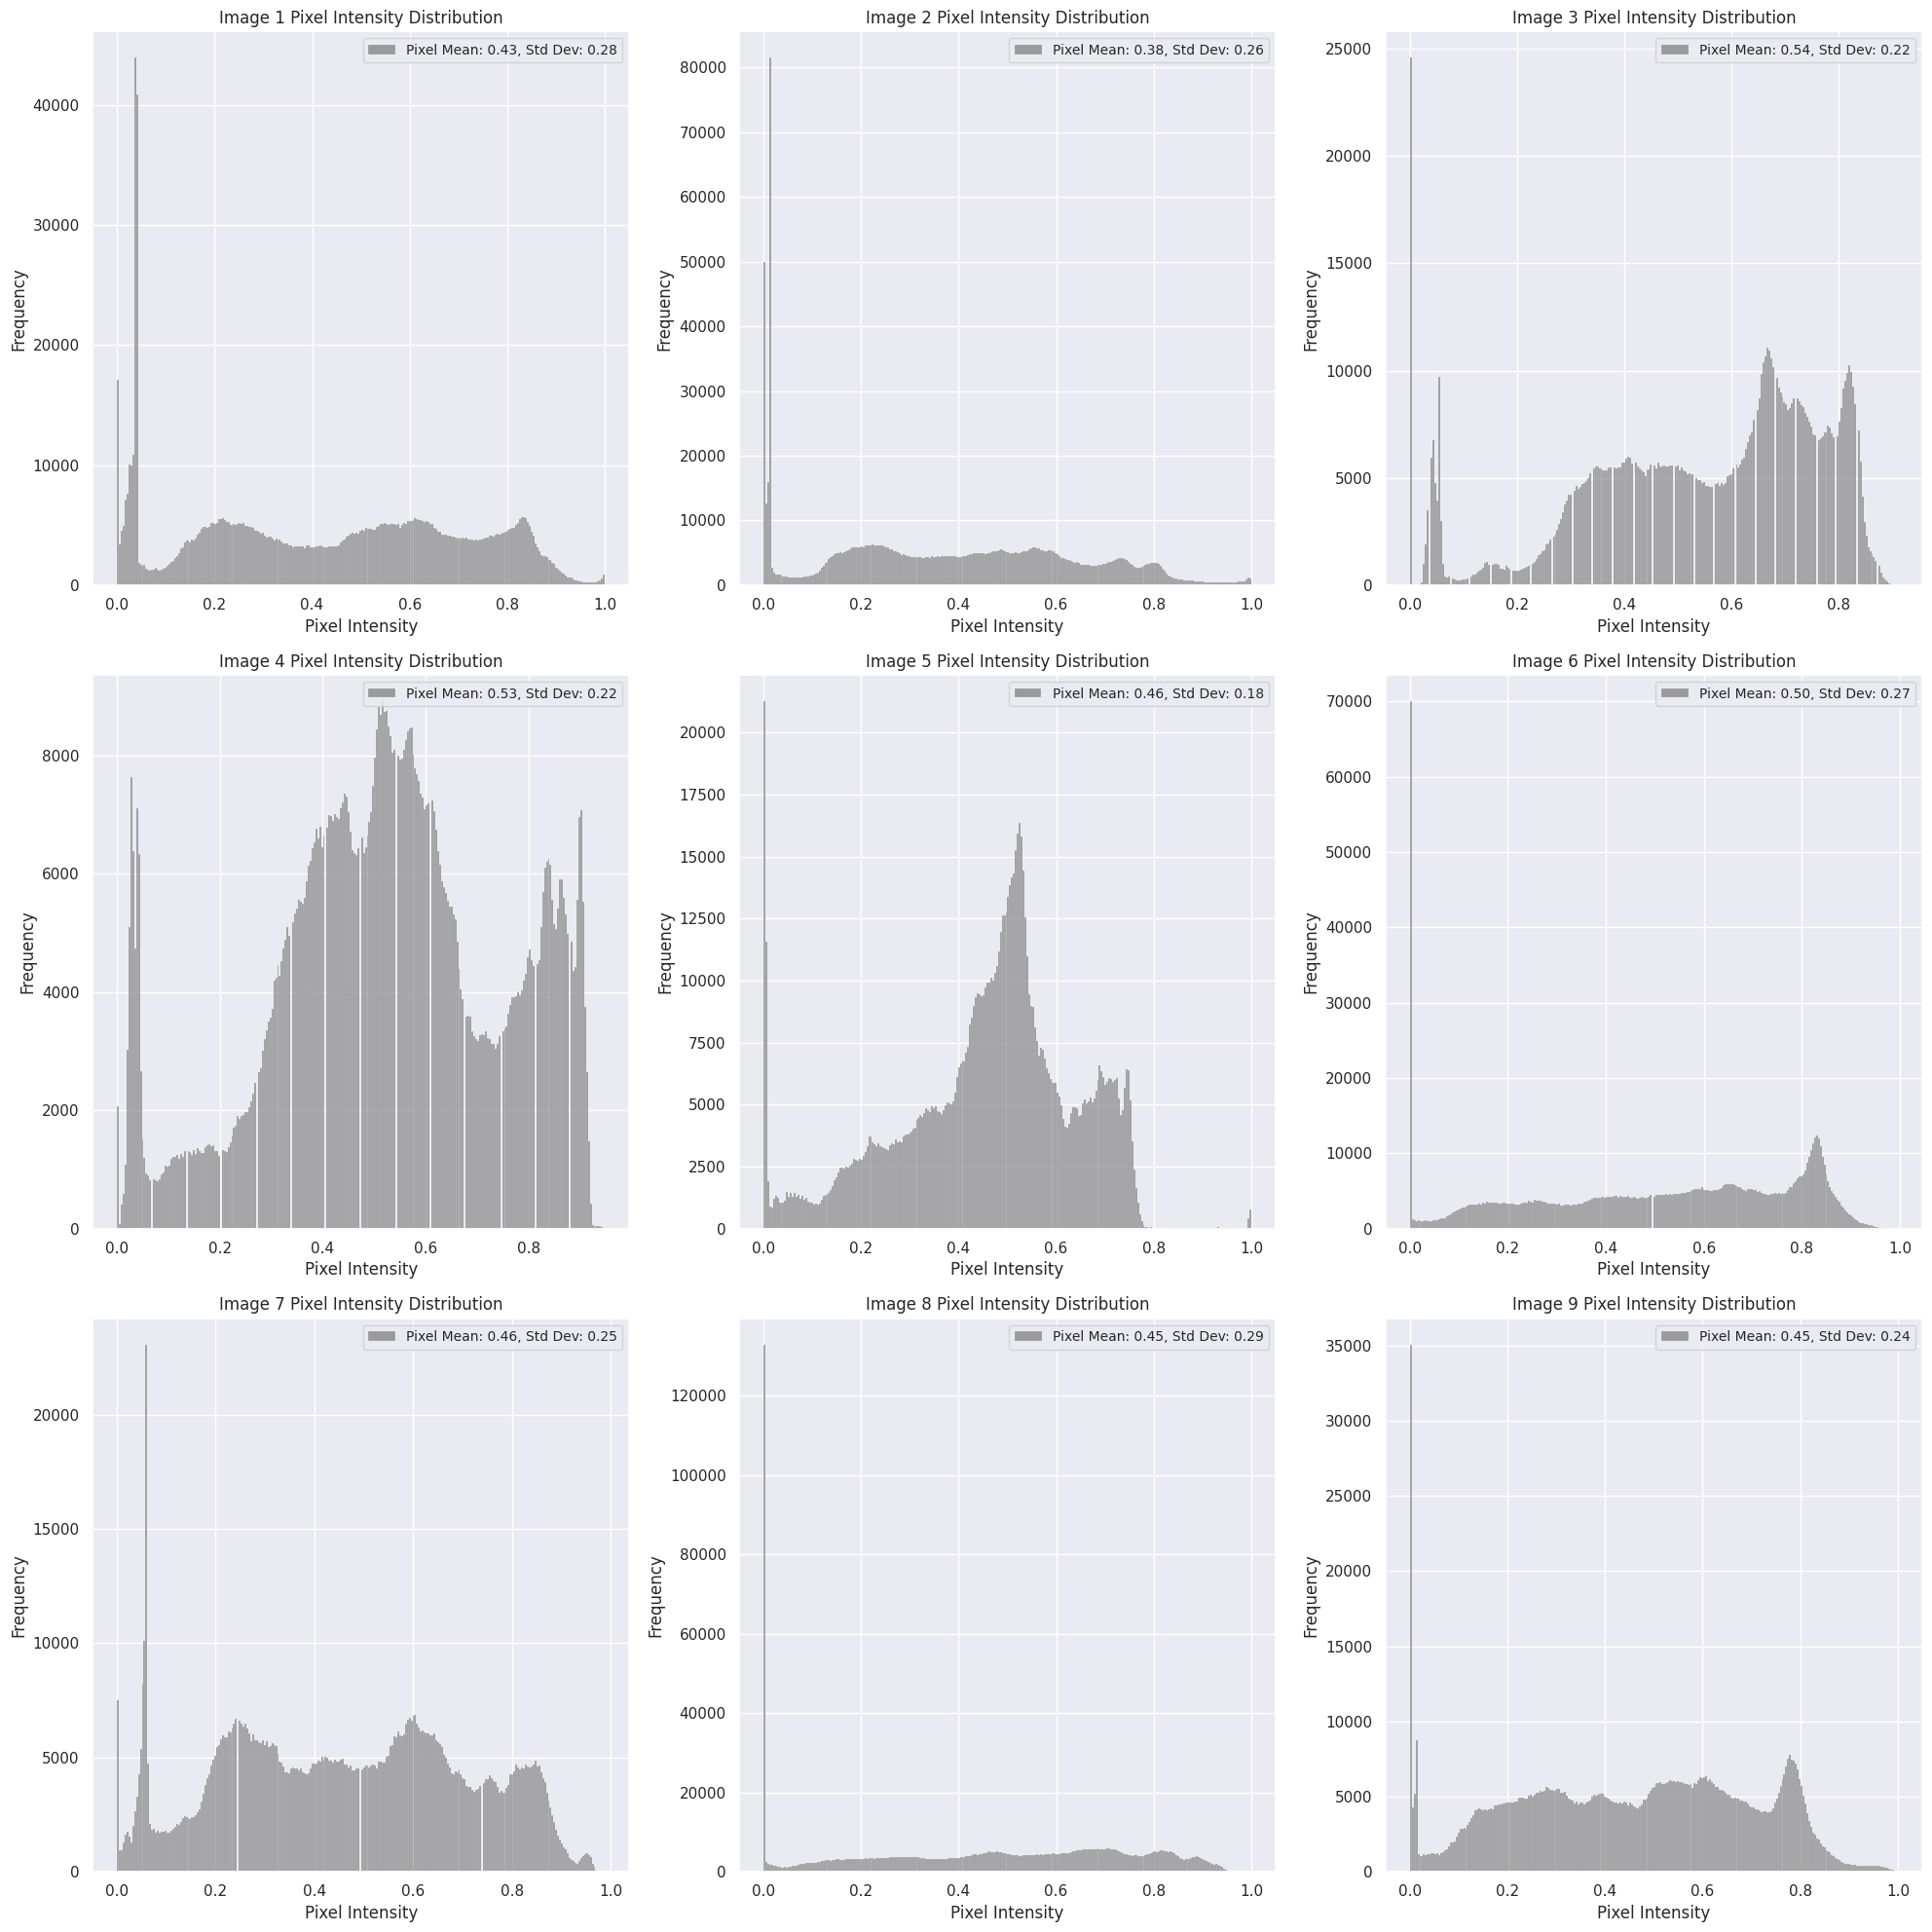 Image 1 Pixel Intensity Distribution
Pixel Mean: 0.43, Std Dev: 0.28
40000
30000
20000
10000
0
Frequency
0.0 0.2 0.4 0.6 0.8 1.0
Pixel Intensity
Image 2 Pixel Intensity Distribution
Pixel Mean: 0.38, Std Dev: 0.26
80000
70000
60000
50000
40000
30000
20000
10000
0
Frequency
0.0 0.2 0.4 0.6 0.8 1.0
Pixel Intensity
Image 3 Pixel Intensity Distribution
Pixel Mean: 0.54, Std Dev: 0.22
25000
20000
15000
10000
5000
0
Frequency
0.0 0.2 0.4 0.6 0.8
Pixel Intensity
Image 4 Pixel Intensity Distribution
Pixel Mean: 0.53, Std Dev: 0.22
8000
6000
4000
2000
0
Frequency
0.0 0.2 0.4 0.6 0.8
Pixel Intensity
Image 5 Pixel Intensity Distribution
Pixel Mean: 0.46, Std Dev: 0.18
20000
17500
15000
12500
10000
7500
5000
2500
0
Frequency
0.0 0.2 0.4 0.6 0.8 1.0
Pixel Intensity
Image 6 Pixel Intensity Distribution
Pixel Mean: 0.50, Std Dev: 0.27
70000
60000
50000
40000
30000
20000
10000
0
Frequency
0.0 0.2 0.4 0.6 0.8 1.0
Pixel Intensity
Image 7 Pixel Intensity Distribution
Pixel Mean: 0.46, Std Dev: 0.25
20000
15000
10000
5000
0
Frequency
0.0 0.2 0.4 0.6 0.8 1.0
Pixel Intensity
Image 8 Pixel Intensity Distribution
Pixel Mean: 0.45, Std Dev: 0.29
120000
100000
80000
60000
40000
20000
0
Frequency
0.0 0.2 0.4 0.6 0.8 1.0
Pixel Intensity
Image 9 Pixel Intensity Distribution
Pixel Mean: 0.45, Std Dev: 0.24
35000
30000
25000
20000
15000
10000
5000
0
Frequency
0.0 0.2 0.4 0.6 0.8 1.0
Pixel Intensity